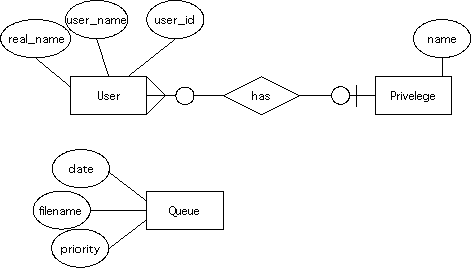 real_name
user_name
user_id
name
User
has
Privelege
date
filename
priority
Queue